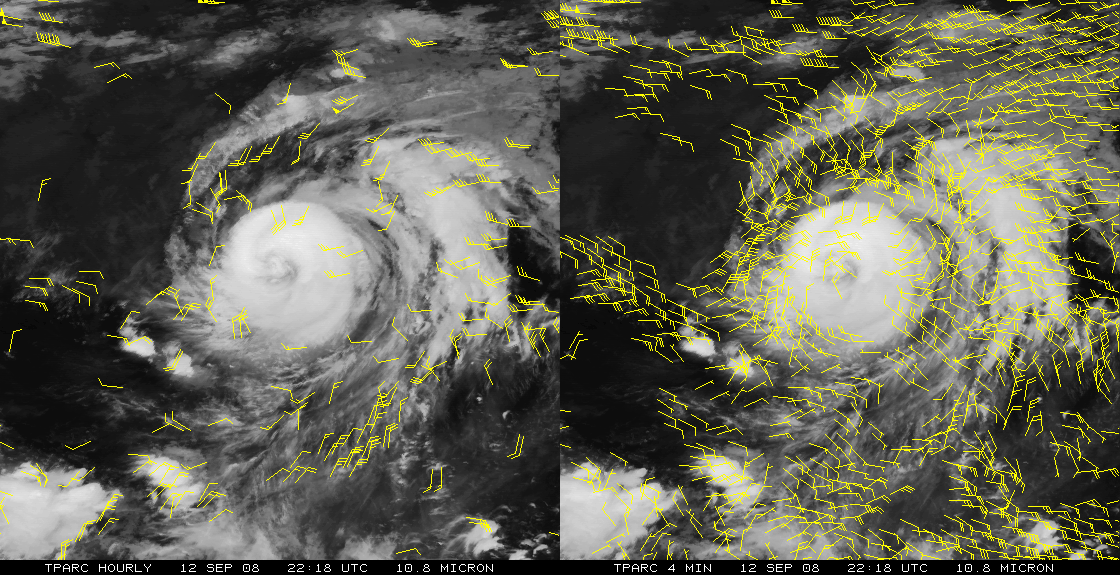 TPARC HOURLY 12 SEP 08 22:18 UTC 10.8 MICRON
TPARC 4 MIN 12 SEP 08 22:18 UTC 10.8 MICRON